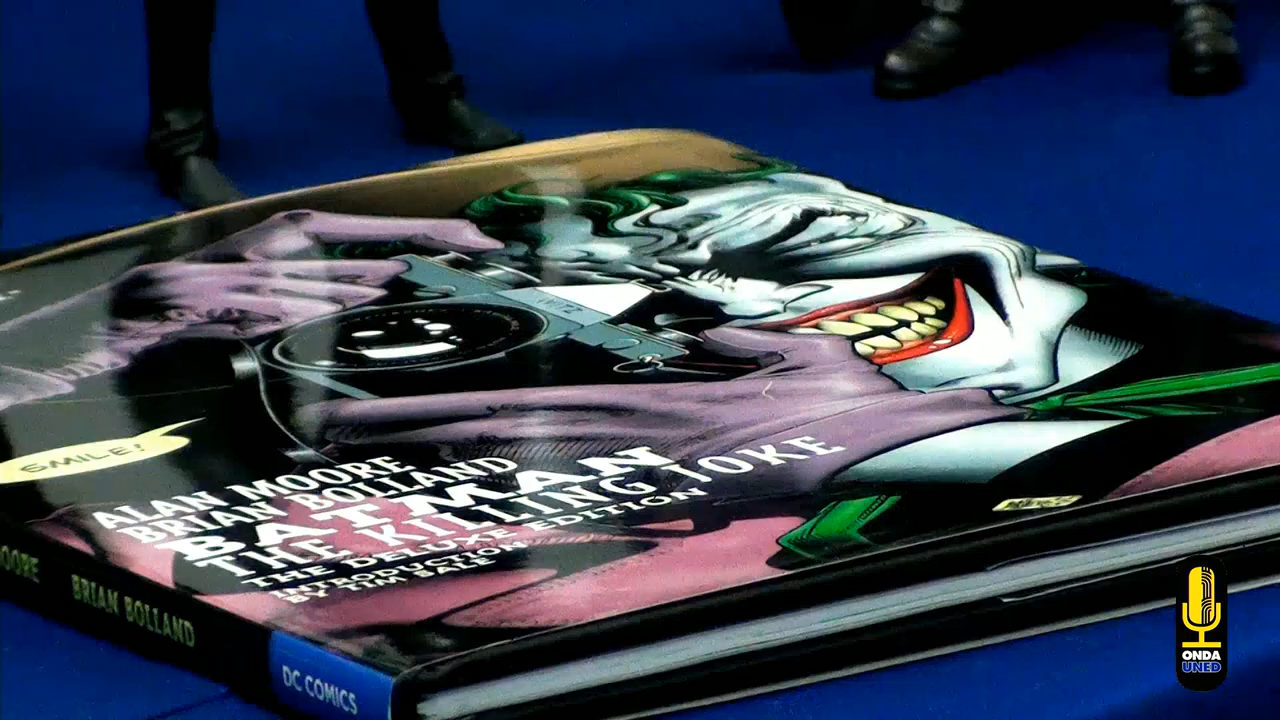 SMILE!
ALAN MOORE
BRIAN BOLLAND
BATMAN
THE KILLING JOKE
THE DELUXE EDITION
INTRODUCTION
BY TIM SALE
OORE
BRIAN BOLLAND
DC COMICS
ONDA
UNED